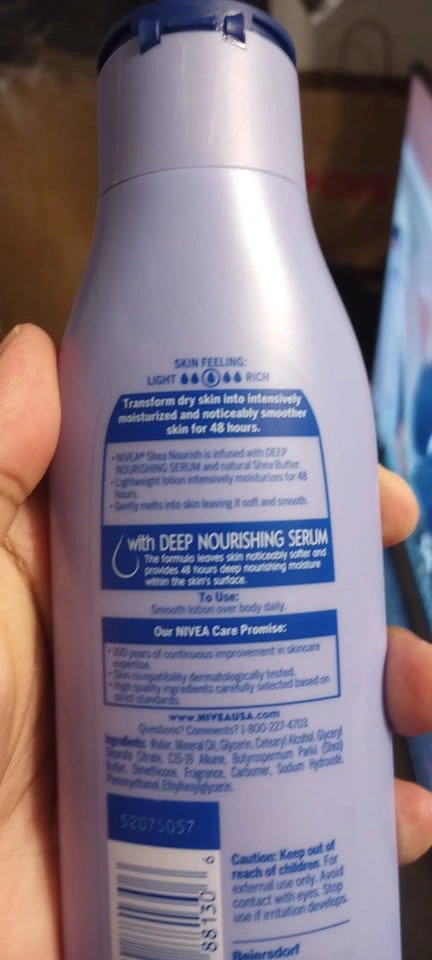 SKIN FEELING:
LIGHT RICH
Transform dry skin into intensively
moisturized and noticeably smoother
skin for 48 hours.
• NIVEA® Shea Nourish is infused with DEEP
NOURISHING SERUM and natural Shea Butter.
• Lightweight lotion intensively moisturizes for 48
hours.
• Gently melts into skin leaving it soft and smooth.
with DEEP NOURISHING SERUM
The formula leaves skin noticeably softer and
provides 48 hours deep nourishing moisture
within the skin's surface.
To Use:
Smooth lotion over body daily.
Our NIVEA Care Promise:
• 100 years of continuous improvement in skincare
expertise.
• Skin compatibility dermatologically tested.
• High quality ingredients carefully selected based on
strict standards.
www.NIVEAUSA.com
Questions? Comments? 1-800-227-4703
Ingredients: Water, Mineral Oil, Glycerin, Cetearyl Alcohol, Glyceryl
Stearate Citrate, C15-19 Alkane, Butyrospermum Parkii (Shea)
Butter, Dimethicone, Fragrance, Carbomer, Sodium Hydroxide,
Phenoxyethanol, Ethylhexylglycerin.
52075057
88130 6
Caution: Keep out of
reach of children. For
external use only. Avoid
contact with eyes. Stop
use if irritation develops.
Beiersdorf